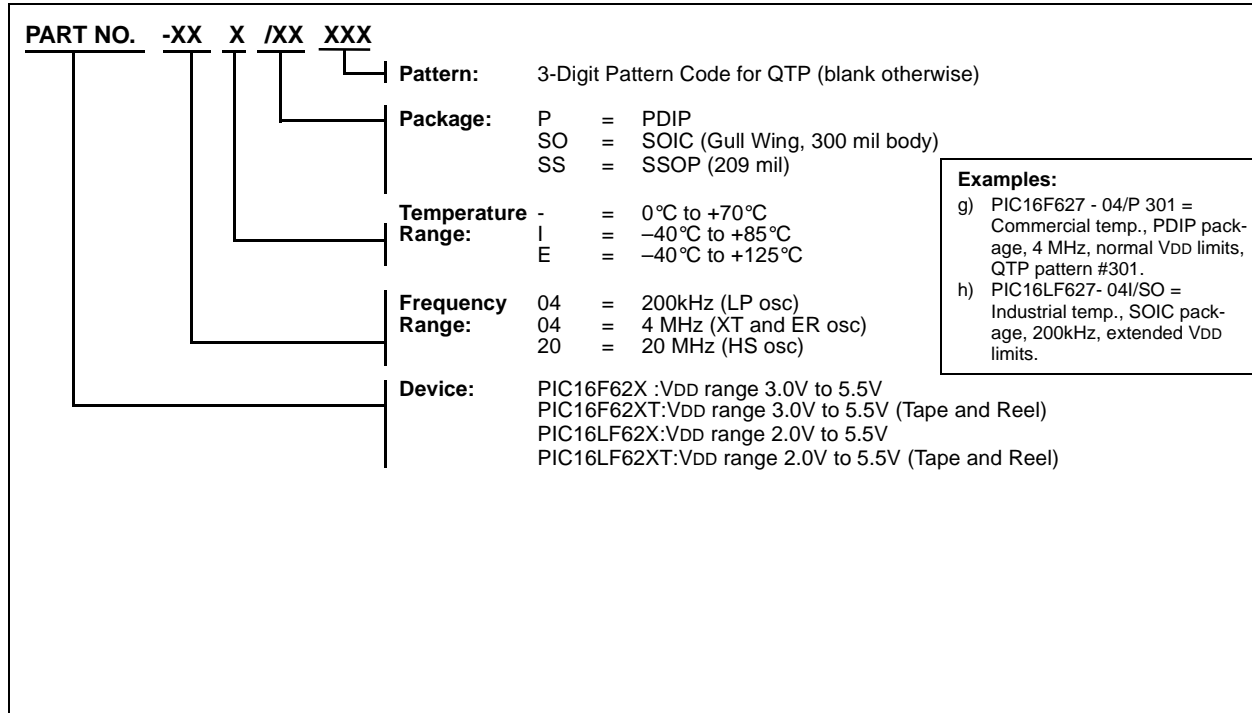 PART NO. -XX X /XX XXX
Pattern: 3-Digit Pattern Code for QTP (blank otherwise)
Package: P = PDIP
SO = SOIC (Gull Wing, 300 mil body)
SS = SSOP (209 mil)
Temperature - = 0°C to +70°C
Range: I = –40°C to +85°C
E = –40°C to +125°C
Frequency 04 = 200kHz (LP osc)
Range: 04 = 4 MHz (XT and ER osc)
20 = 20 MHz (HS osc)
Device: PIC16F62X :VDD range 3.0V to 5.5V
PIC16F62XT:VDD range 3.0V to 5.5V (Tape and Reel)
PIC16LF62X:VDD range 2.0V to 5.5V
PIC16LF62XT:VDD range 2.0V to 5.5V (Tape and Reel)
Examples:
g) PIC16F627 - 04/P 301 =
Commercial temp., PDIP pack-
age, 4 MHz, normal VDD limits,
QTP pattern #301.
h) PIC16LF627- 04I/SO =
Industrial temp., SOIC pack-
age, 200kHz, extended VDD
limits.